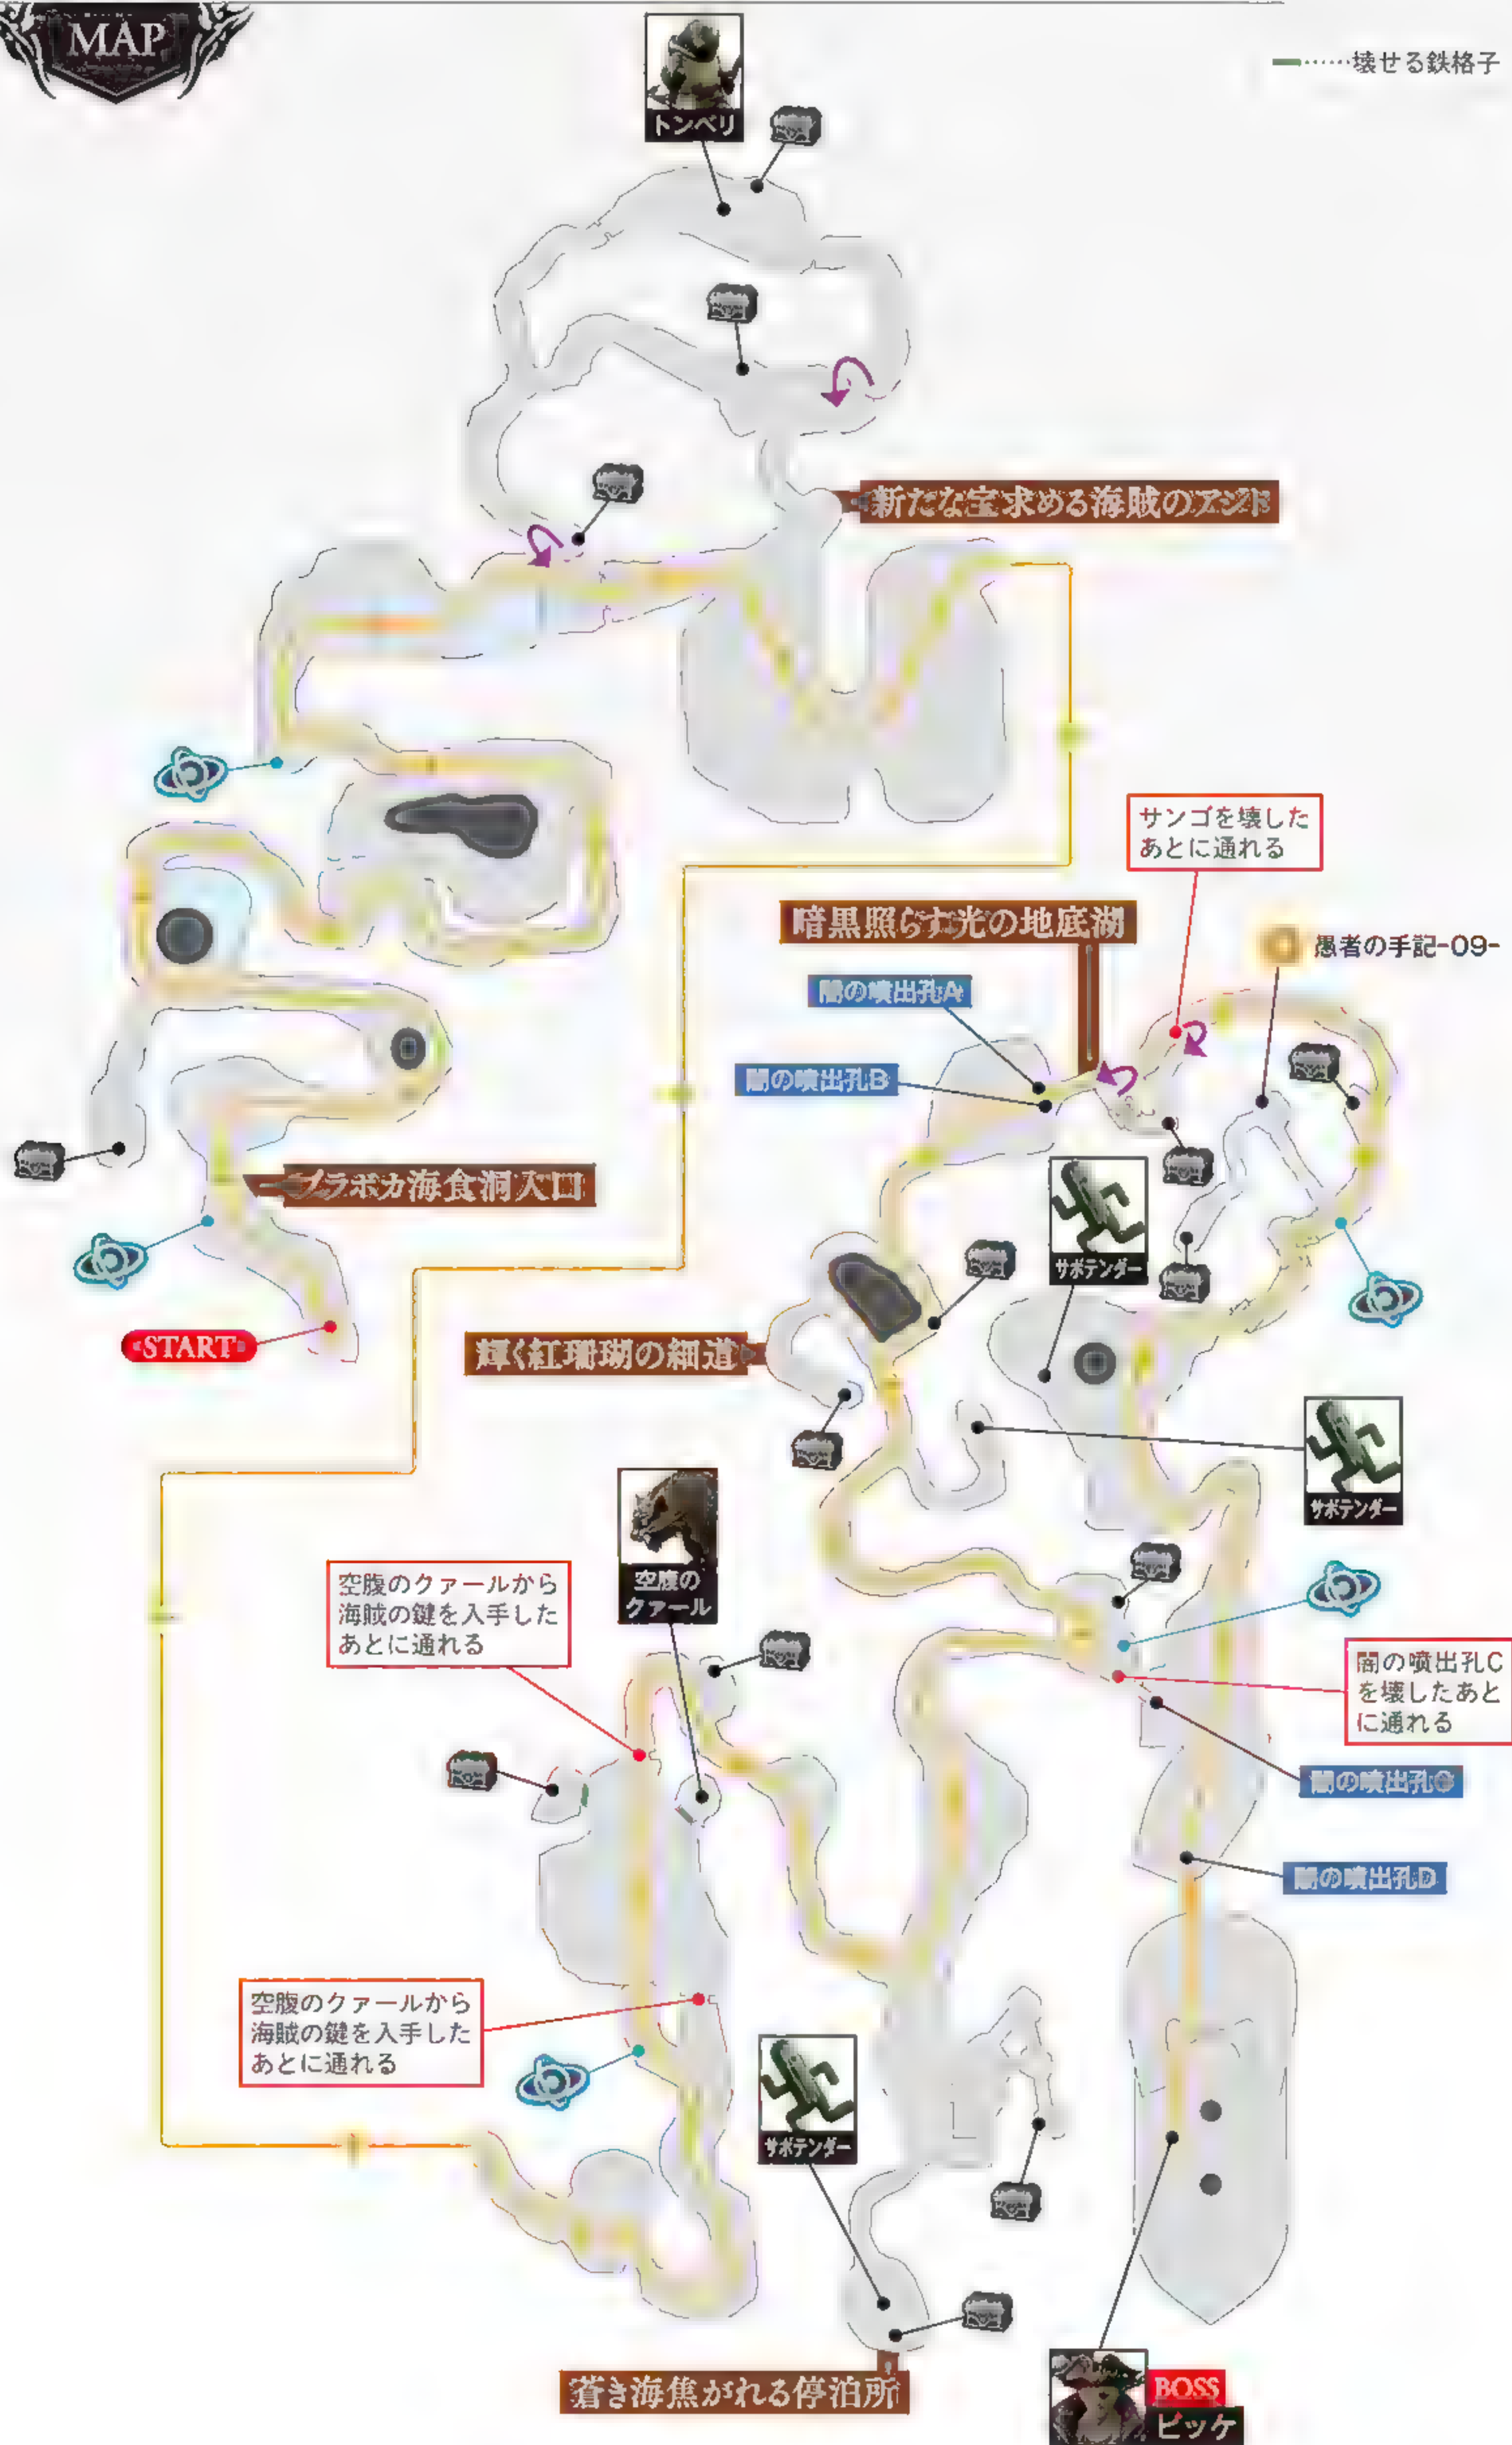 MAP
……壊せる鉄格子
トンベリ
新たな宝求める海賊のアジト
サンゴを壊した
あとに通れる
暗黒照らす光の地底湖
愚者の手記-09-
闇の噴出孔A
闇の噴出孔B
プラボカ海食洞入口
サボテンダー
START
輝く紅珊瑚の細道
サボテンダー
空腹の
クァール
空腹のクァールから
海賊の鍵を入手した
あとに通れる
闇の噴出孔C
を壊したあと
に通れる
闇の噴出孔C
闇の噴出孔D
空腹のクァールから
海賊の鍵を入手した
あとに通れる
サボテンダー
蒼き海焦がれる停泊所
BOSS
ビッケ